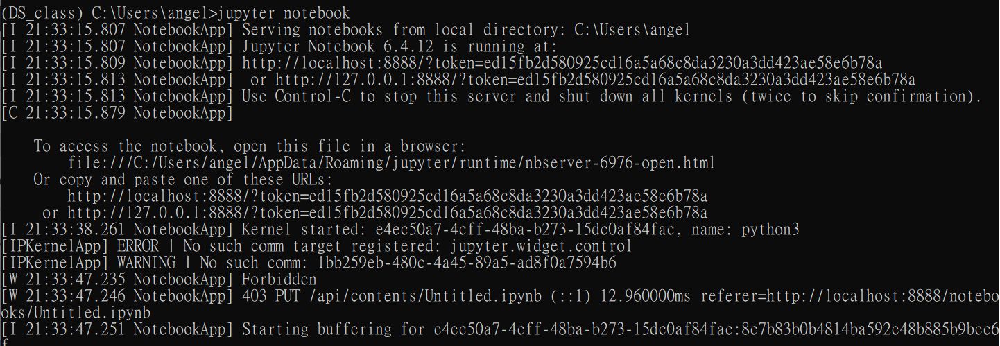 (DS_class) C:\Users\angel>jupyter notebook
[I 21:33:15.807 NotebookApp] Serving notebooks from local directory: C:\Users\angel
[I 21:33:15.807 NotebookApp] Jupyter Notebook 6.4.12 is running at:
[I 21:33:15.809 NotebookApp] http://localhost:8888/?token=ed15fb2d580925cd16a5a68c8da3230a3dd423ae58e6b78a
[I 21:33:15.813 NotebookApp]  or http://127.0.0.1:8888/?token=ed15fb2d580925cd16a5a68c8da3230a3dd423ae58e6b78a
[I 21:33:15.813 NotebookApp] Use Control-C to stop this server and shut down all kernels (twice to skip confirmation).
[C 21:33:15.879 NotebookApp]
To access the notebook, open this file in a browser:
file:///C:/Users/angel/AppData/Roaming/jupyter/runtime/nbserver-6976-open.html
Or copy and paste one of these URLs:
http://localhost:8888/?token=ed15fb2d580925cd16a5a68c8da3230a3dd423ae58e6b78a
or http://127.0.0.1:8888/?token=ed15fb2d580925cd16a5a68c8da3230a3dd423ae58e6b78a
[I 21:33:38.261 NotebookApp] Kernel started: e4ec50a7-4cff-48ba-b273-15dc0af84fac, name: python3
[IPKernelApp] ERROR | No such comm target registered: jupyter.widget.control
[IPKernelApp] WARNING | No such comm: 1bb259eb-480c-4a45-89a5-ad8f0a7594b6
[W 21:33:47.235 NotebookApp] Forbidden
[W 21:33:47.246 NotebookApp] 403 PUT /api/contents/Untitled.ipynb (::1) 12.960000ms referer=http://localhost:8888/notebo
oks/Untitled.ipynb
[I 21:33:47.251 NotebookApp] Starting buffering for e4ec50a7-4cff-48ba-b273-15dc0af84fac:8c7b83b0b4814ba592e48b885b9bec6
f